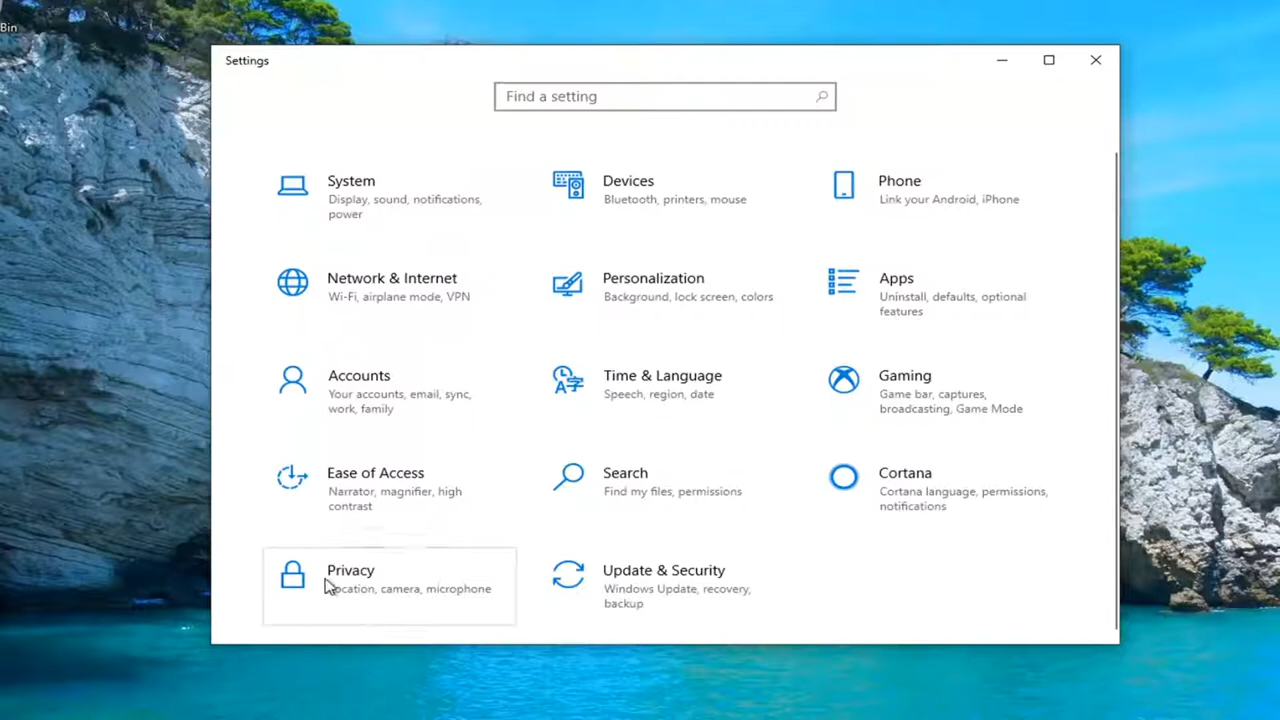 Bin
Settings
Find a setting
System
Display, sound, notifications,
power
Devices
Bluetooth, printers, mouse
Phone
Link your Android, iPhone
Network & Internet
Wi-Fi, airplane mode, VPN
Personalization
Background, lock screen, colors
Apps
Uninstall, defaults, optional
features
Accounts
Your accounts, email, sync,
work, family
Time & Language
Speech, region, date
Gaming
Game bar, captures,
broadcasting, Game Mode
Ease of Access
Narrator, magnifier, high
contrast
Search
Find my files, permissions
Cortana
Cortana language, permissions,
notifications
Privacy
Location, camera, microphone
Update & Security
Windows Update, recovery,
backup